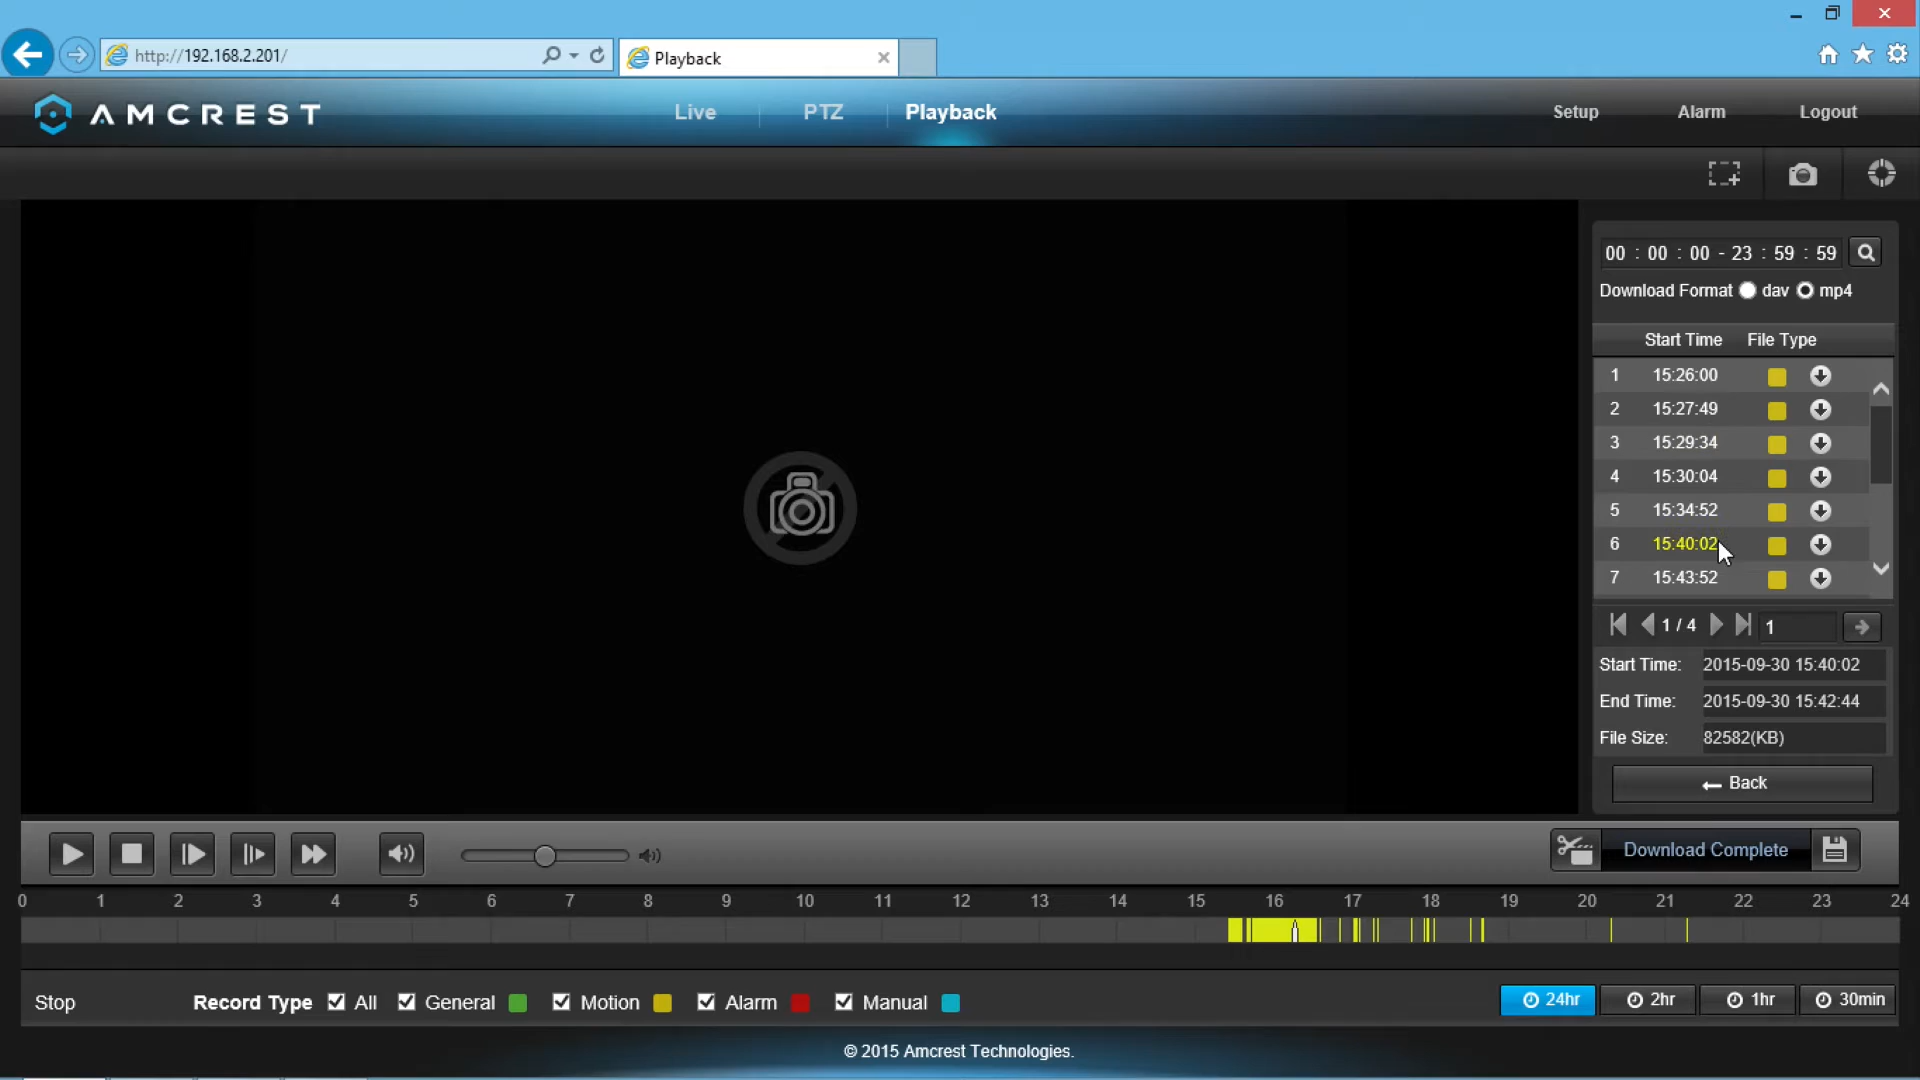 http://192.168.2.201/
Playback
AMCREST
Live
PTZ
Playback
Setup
Alarm
Logout
00 : 00 : 00 - 23 : 59 : 59
Download Format dav mp4
Start Time File Type
1 15:26:00
2 15:27:49
3 15:29:34
4 15:30:04
5 15:34:52
6 15:40:02
7 15:43:52
1 / 4 1
Start Time: 2015-09-30 15:40:02
End Time: 2015-09-30 15:42:44
File Size: 82582(KB)
Back
Download Complete
0 1 2 3 4 5 6 7 8 9 10 11 12 13 14 15 16 17 18 19 20 21 22 23 24
Stop Record Type All General Motion Alarm Manual
24hr 2hr 1hr 30min
© 2015 Amcrest Technologies.